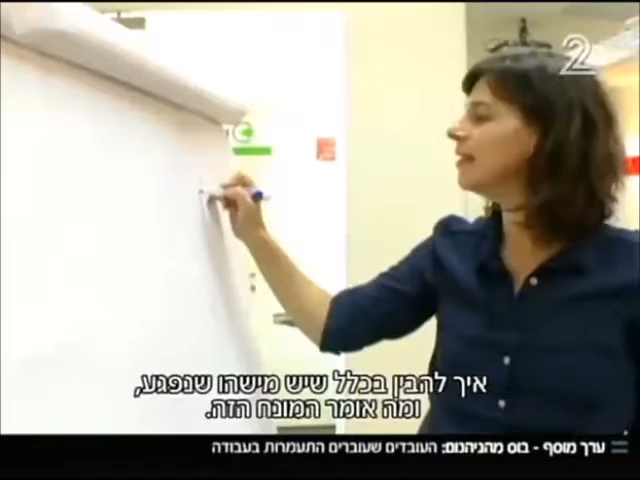 2
איך להבין בכלל שיש מישהו שנפגע,
ומה אומר המונח הזה.
ערך מוסף - בוס מהגיהנום: העובדים שעוברים התעמרות בעבודה